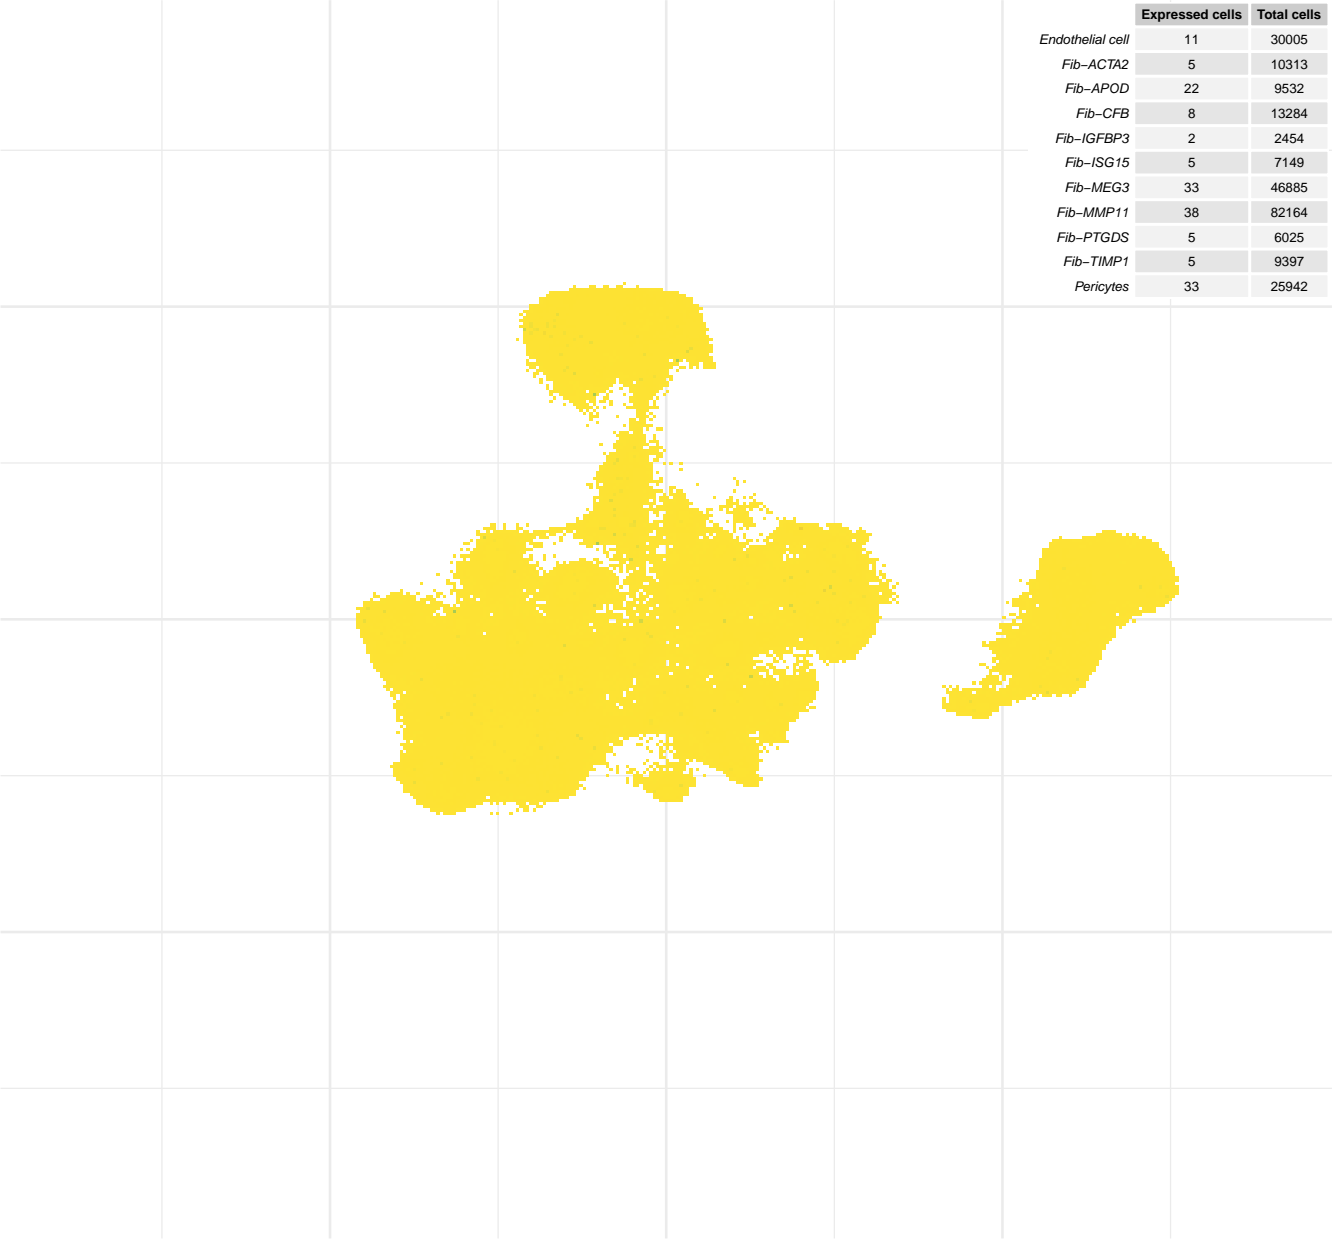 Expressed cells Total cells
Endothelial cell 11 30005
Fib−ACTA2 5 10313
Fib−APOD 22 9532
Fib−CFB 8 13284
Fib−IGFBP3 2 2454
Fib−ISG15 5 7149
Fib−MEG3 33 46885
Fib−MMP11 38 82164
Fib−PTGDS 5 6025
Fib−TIMP1 5 9397
Pericytes 33 25942